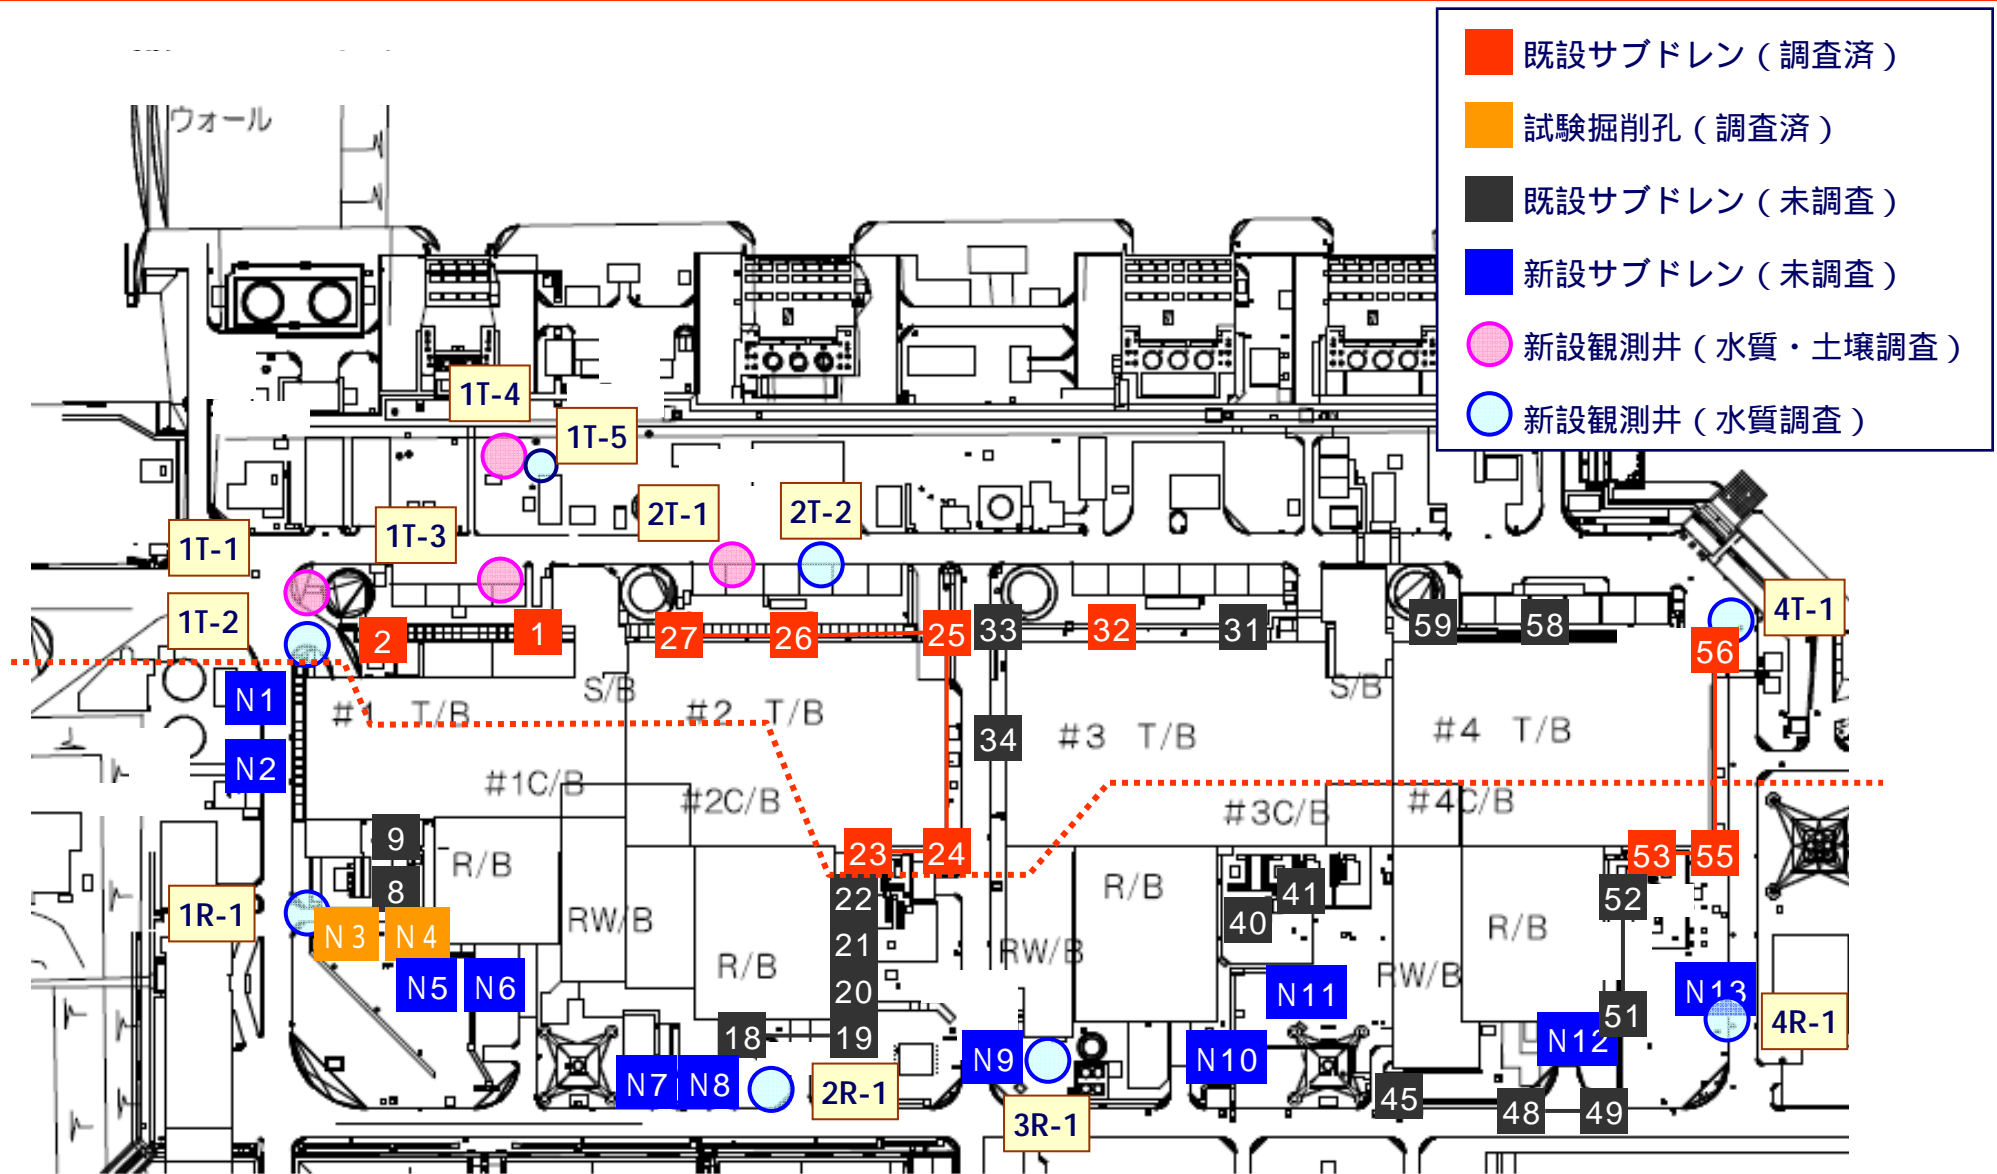 既設サブドレン（調査済）
試験掘削孔（調査済）
既設サブドレン（未調査）
新設サブドレン（未調査）
新設観測井（水質・土壌調査）
新設観測井（水質調査）
ウォール
1T-4
1T-5
2T-1
2T-2
1T-3
1T-1
1T-2
4T-1
2
1
27
26
25
33
32
31
59
58
56
N1
#1 T/B
S/B
#2 T/B
34
#3 T/B
S/B
#4 T/B
N2
#1C/B
#2C/B
#3C/B
#4C/B
9
R/B
23
24
53
55
8
22
R/B
41
52
1R-1
N3
N4
RW/B
21
RW/B
40
R/B
N5
N6
R/B
20
N11
RW/B
N13
18
19
51
4R-1
N7
N8
2R-1
N9
N10
N12
3R-1
45
48
49